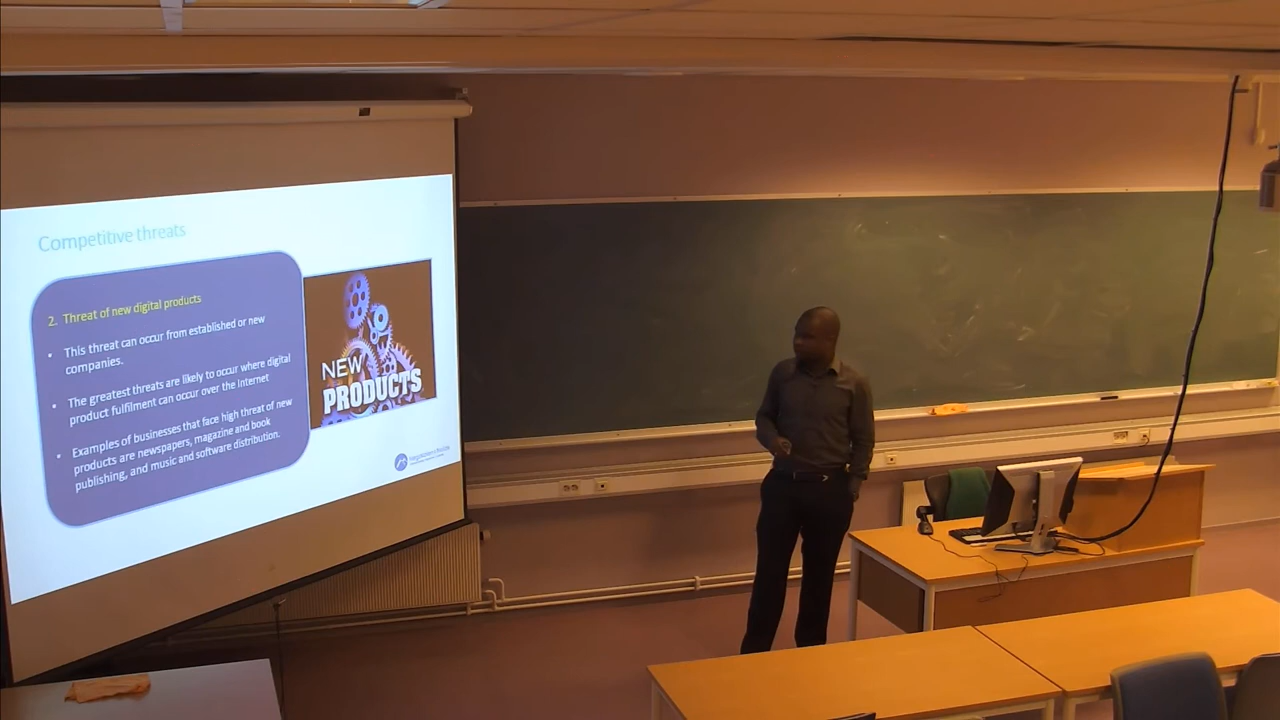 Competitive threats
2. Threat of new digital products
• This threat can occur from established or new
companies.
• The greatest threats are likely to occur where digital
product fulfilment can occur over the Internet
• Examples of businesses that face high threat of new
products are newspapers, magazine and book
publishing, and music and software distribution.
NEW
PRODUCTS